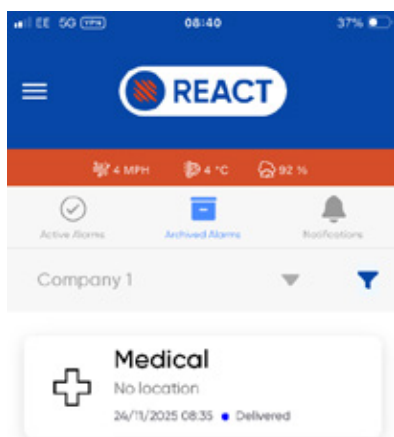 EE 5G VPN 08:40 37%
REACT
4 MPH 4 °C 92 %
Active Alarms Archived Alarms Notifications
Company 1
Medical
No location
24/11/2025 08:35 Delivered